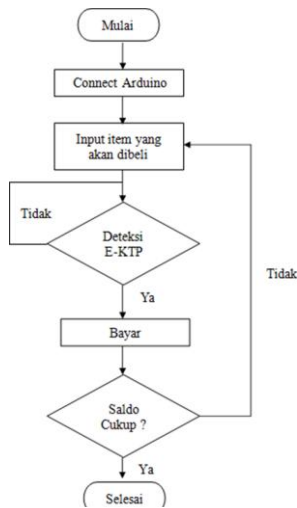 Mulai
Connect Arduino
Input item yang
akan dibeli
Tidak
Deteksi
E-KTP
Tidak
Ya
Bayar
Saldo
Cukup ?
Ya
Selesai